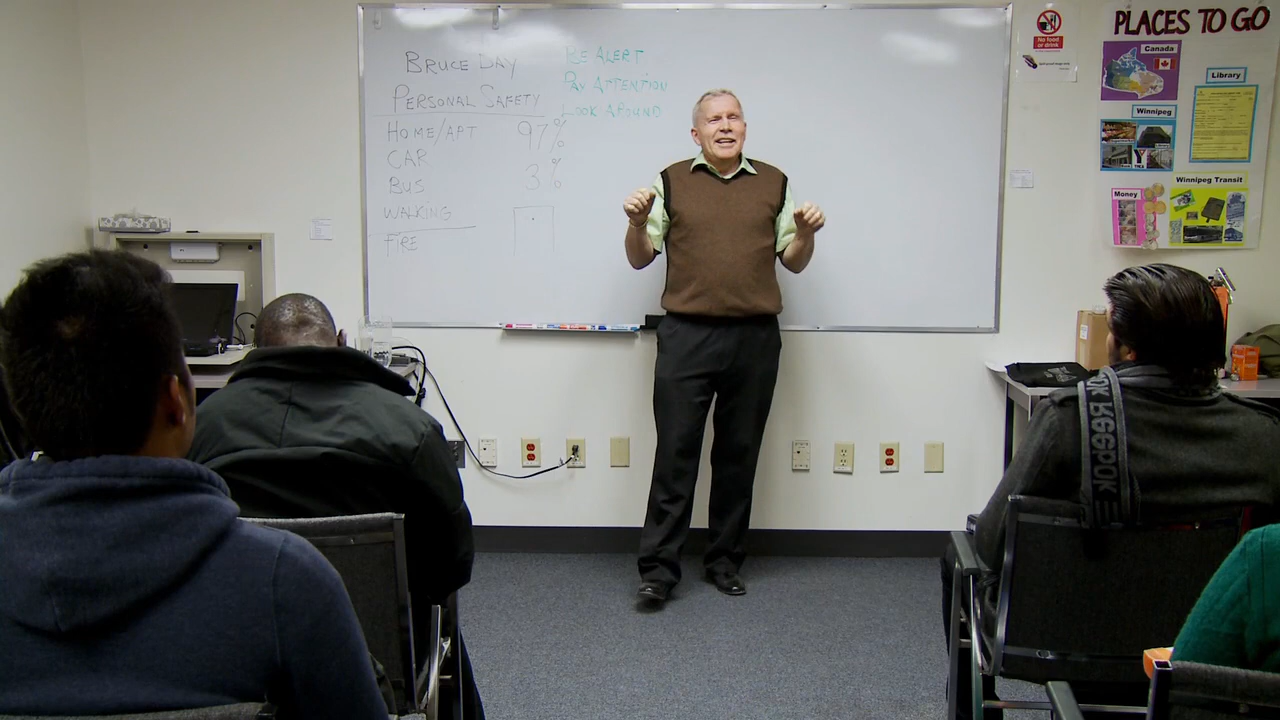 BRUCE DAY
PERSONAL SAFETY
HOME/APT 97%
CAR
BUS 3%
WALKING
FIRE
BE ALERT
PAY ATTENTION
LOOK AROUND
No food
or drink
PLACES TO GO
Canada
Library
Winnipeg
Money
Winnipeg Transit
Reebok